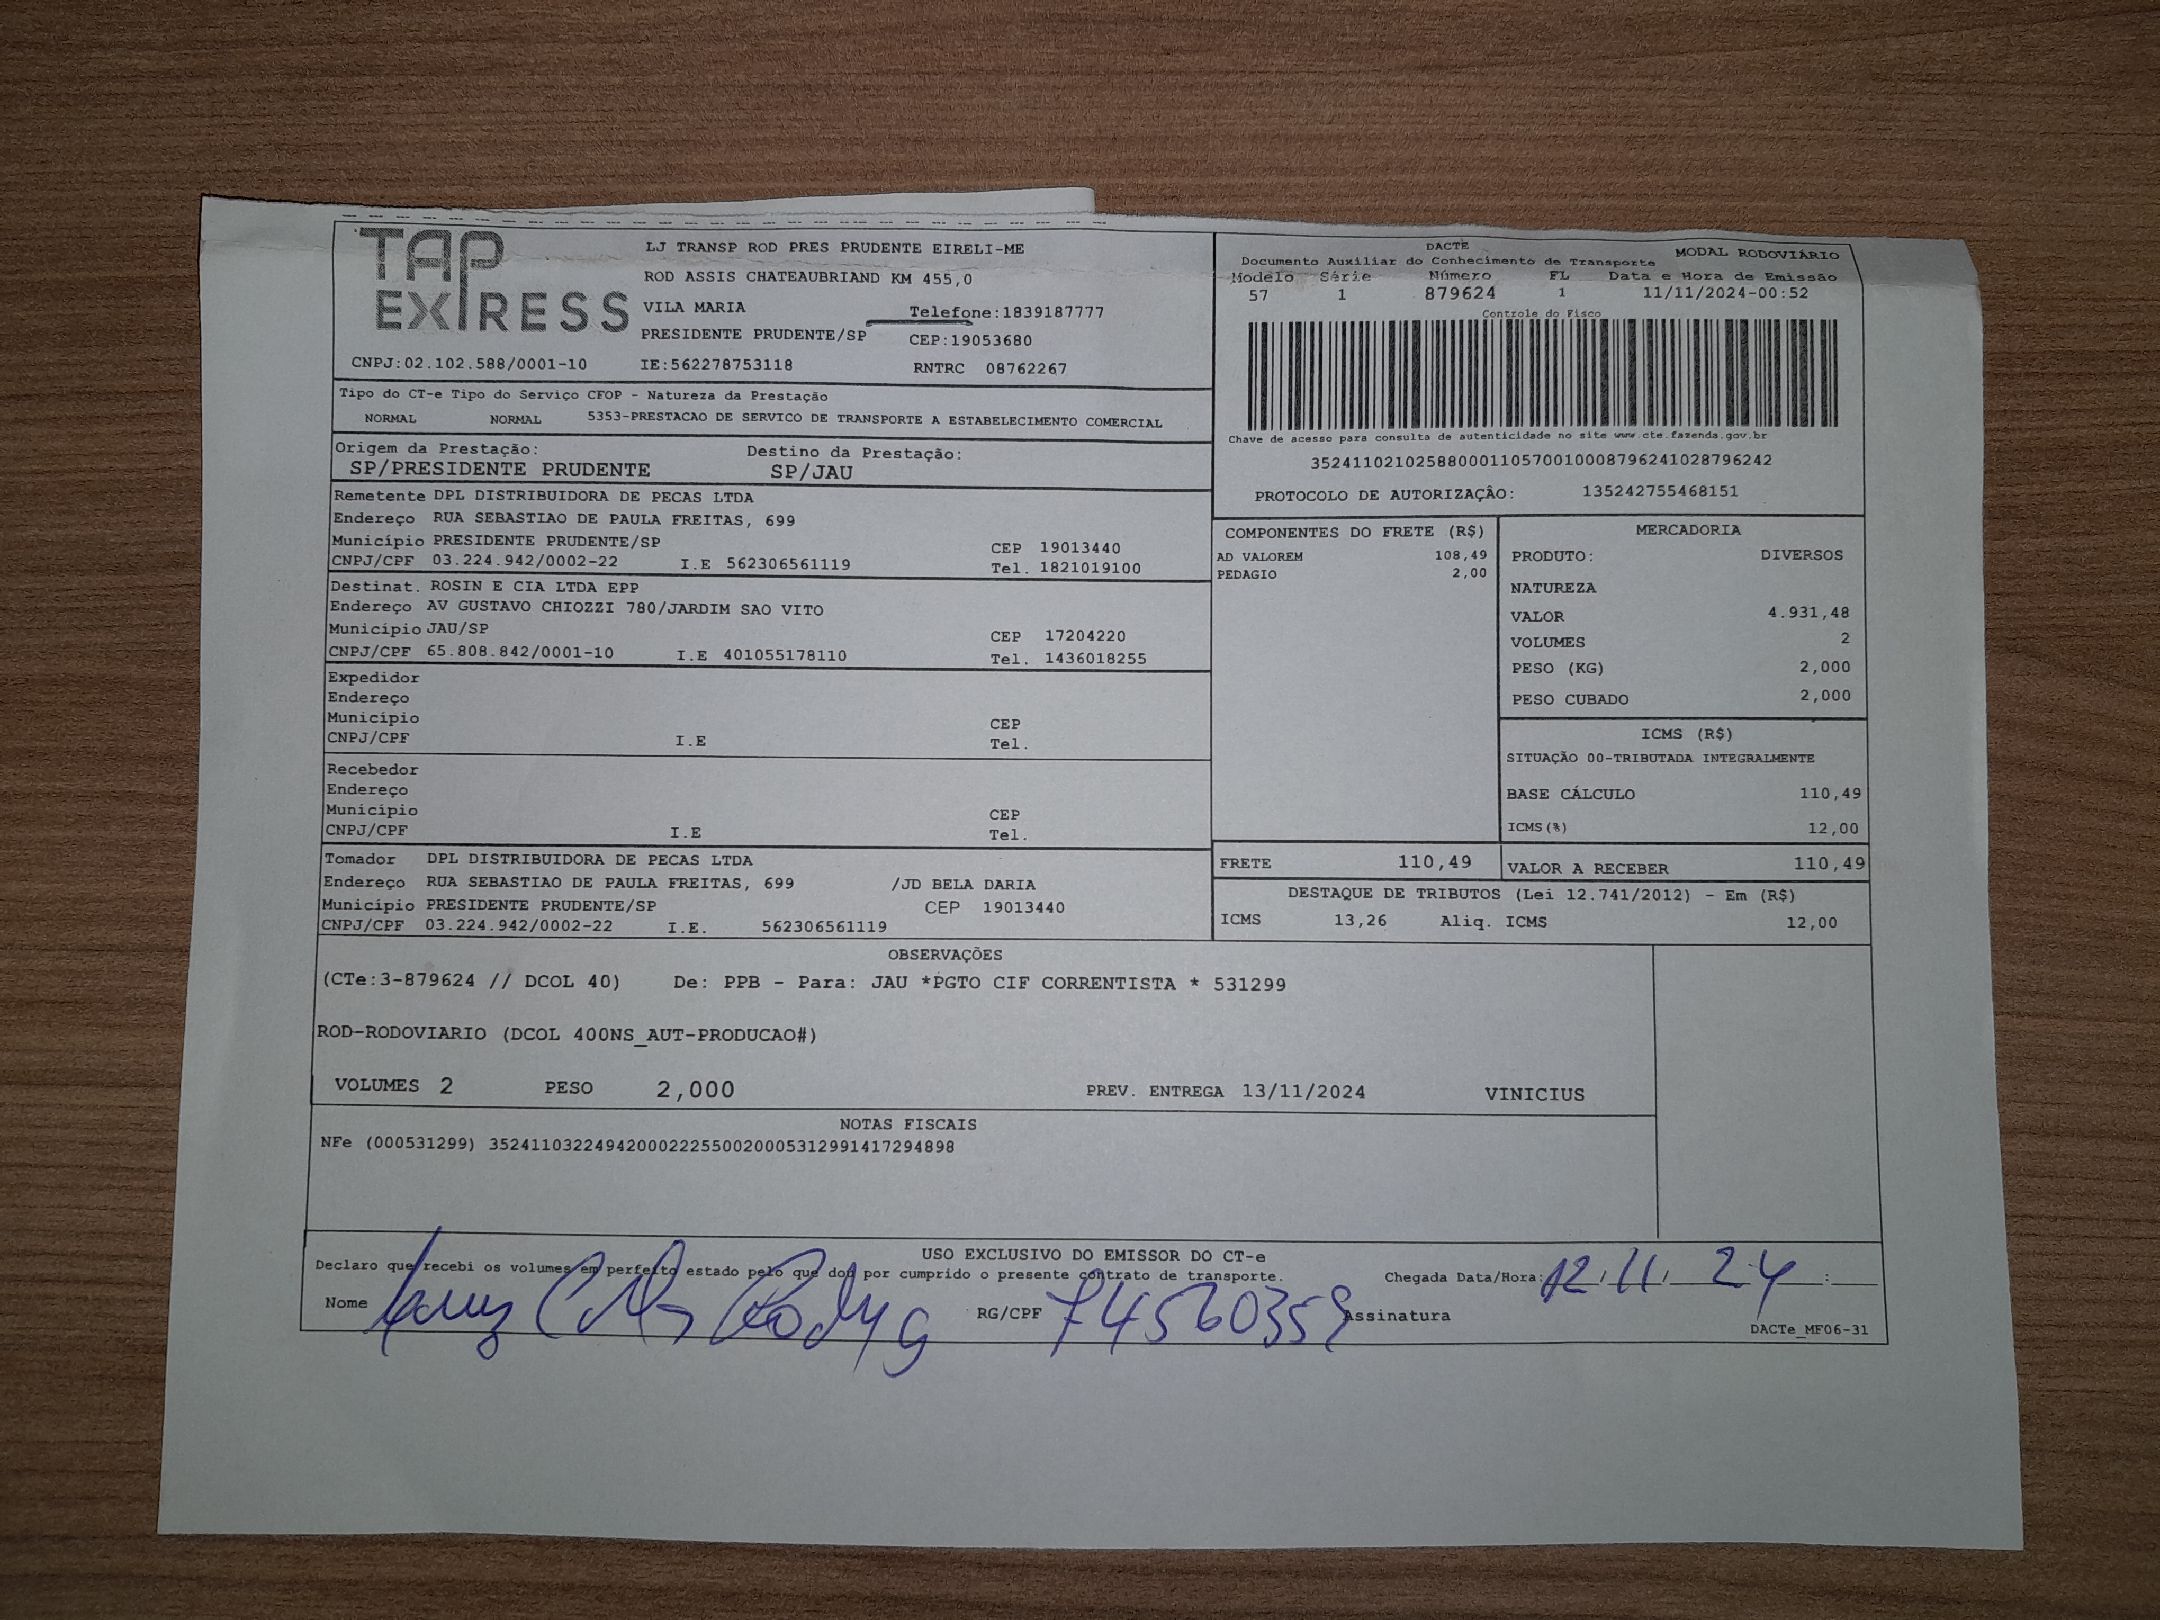 TAP
EXPRESS
LJ TRANSP ROD PRES PRUDENTE EIRELI-ME
ROD ASSIS CHATEAUBRIAND KM 455,0
VILA MARIA Telefone:1839187777
PRESIDENTE PRUDENTE/SP CEP:19053680
CNPJ:02.102.588/0001-10 IE:562278753118 RNTRC 08762267
DACTE
Documento Auxiliar do Conhecimento de Transporte MODAL RODOVIÁRIO
Modelo Série Número FL Data e Hora de Emissão
57 1 879624 1 11/11/2024-00:52
Controle do Fisco
Chave de acesso para consulta de autenticidade no site www.cte.fazenda.gov.br
35241102102588000110570010008796241028796242
PROTOCOLO DE AUTORIZAÇÂO: 135242755468151
Tipo do CT-e Tipo do Serviço CFOP - Natureza da Prestação
NORMAL NORMAL 5353-PRESTACAO DE SERVICO DE TRANSPORTE A ESTABELECIMENTO COMERCIAL
Origem da Prestação: Destino da Prestação:
SP/PRESIDENTE PRUDENTE SP/JAU
Remetente DPL DISTRIBUIDORA DE PECAS LTDA
Endereço RUA SEBASTIAO DE PAULA FREITAS, 699
Município PRESIDENTE PRUDENTE/SP CEP 19013440
CNPJ/CPF 03.224.942/0002-22 I.E 562306561119 Tel. 1821019100
Destinat. ROSIN E CIA LTDA EPP
Endereço AV GUSTAVO CHIOZZI 780/JARDIM SAO VITO
Município JAU/SP CEP 17204220
CNPJ/CPF 65.808.842/0001-10 I.E 401055178110 Tel. 1436018255
Expedidor
Endereço
Município CEP
CNPJ/CPF I.E Tel.
Recebedor
Endereço
Município CEP
CNPJ/CPF I.E Tel.
Tomador DPL DISTRIBUIDORA DE PECAS LTDA
Endereço RUA SEBASTIAO DE PAULA FREITAS, 699 /JD BELA DARIA
Município PRESIDENTE PRUDENTE/SP CEP 19013440
CNPJ/CPF 03.224.942/0002-22 I.E. 562306561119
COMPONENTES DO FRETE (R$)
AD VALOREM 108,49
PEDAGIO 2,00
MERCADORIA
PRODUTO: DIVERSOS
NATUREZA
VALOR 4.931,48
VOLUMES 2
PESO (KG) 2,000
PESO CUBADO 2,000
ICMS (R$)
SITUAÇÃO 00-TRIBUTADA INTEGRALMENTE
BASE CÁLCULO 110,49
ICMS(%) 12,00
FRETE 110,49 VALOR A RECEBER 110,49
DESTAQUE DE TRIBUTOS (Lei 12.741/2012) - Em (R$)
ICMS 13,26 Aliq. ICMS 12,00
OBSERVAÇÕES
(CTe:3-879624 // DCOL 40) De: PPB - Para: JAU *PGTO CIF CORRENTISTA * 531299
ROD-RODOVIARIO (DCOL 400NS_AUT-PRODUCAO#)
VOLUMES 2 PESO 2,000 PREV. ENTREGA 13/11/2024 VINICIUS
NOTAS FISCAIS
NFe (000531299) 35241103224942000222550020005312991417294898
USO EXCLUSIVO DO EMISSOR DO CT-e
Declaro que recebi os volumes em perfeito estado pelo que dou por cumprido o presente contrato de transporte. Chegada Data/Hora: 12/11/24 :
Nome RG/CPF 74560359 Assinatura
DACTe_MF06-31